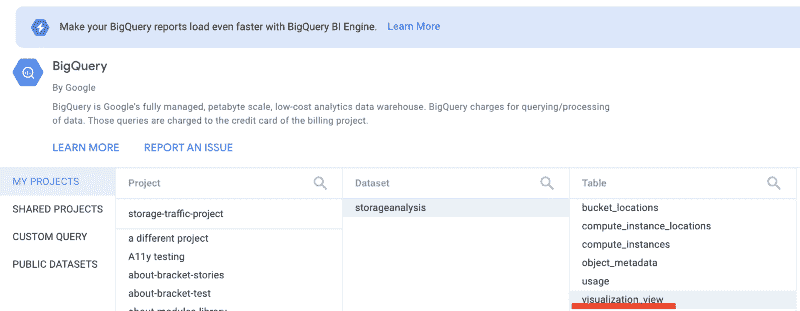 Make your BigQuery reports load even faster with BigQuery BI Engine. Learn More
BigQuery
By Google
BigQuery is Google's fully managed, petabyte scale, low-cost analytics data warehouse. BigQuery charges for querying/processing
of data. Those queries are charged to the credit card of the billing project.
LEARN MORE REPORT AN ISSUE
MY PROJECTS
SHARED PROJECTS
CUSTOM QUERY
PUBLIC DATASETS
Project
storage-traffic-project
a different project
A11y testing
about-bracket-stories
about-bracket-test
about-modules-library
Dataset
storageanalysis
Table
bucket_locations
compute_instance_locations
compute_instances
object_metadata
usage
visualization_view